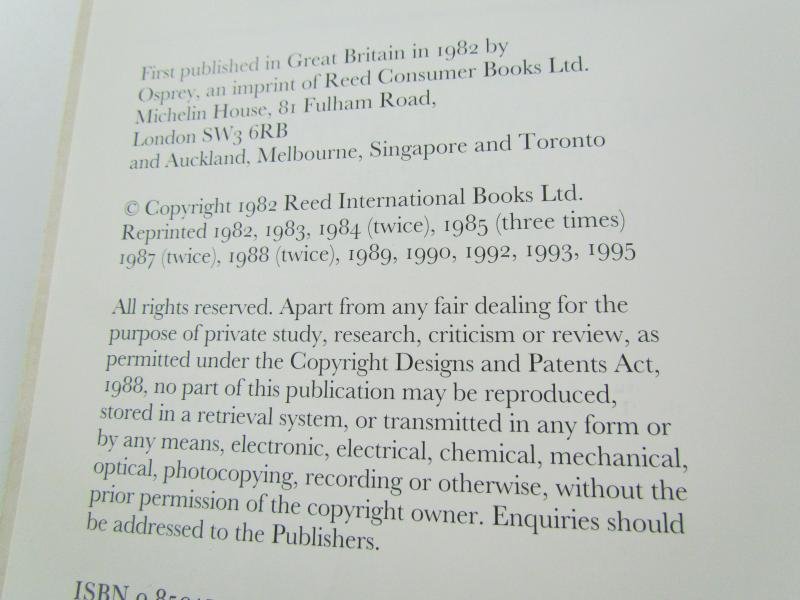 First published in Great Britain in 1982 by
Osprey, an imprint of Reed Consumer Books Ltd.
Michelin House, 81 Fulham Road,
London SW3 6RB
and Auckland, Melbourne, Singapore and Toronto
© Copyright 1982 Reed International Books Ltd.
Reprinted 1982, 1983, 1984 (twice), 1985 (three times)
1987 (twice), 1988 (twice), 1989, 1990, 1992, 1993, 1995
All rights reserved. Apart from any fair dealing for the
purpose of private study, research, criticism or review, as
permitted under the Copyright Designs and Patents Act,
1988, no part of this publication may be reproduced,
stored in a retrieval system, or transmitted in any form or
by any means, electronic, electrical, chemical, mechanical,
optical, photocopying, recording or otherwise, without the
prior permission of the copyright owner. Enquiries should
be addressed to the Publishers.
ISBN 0